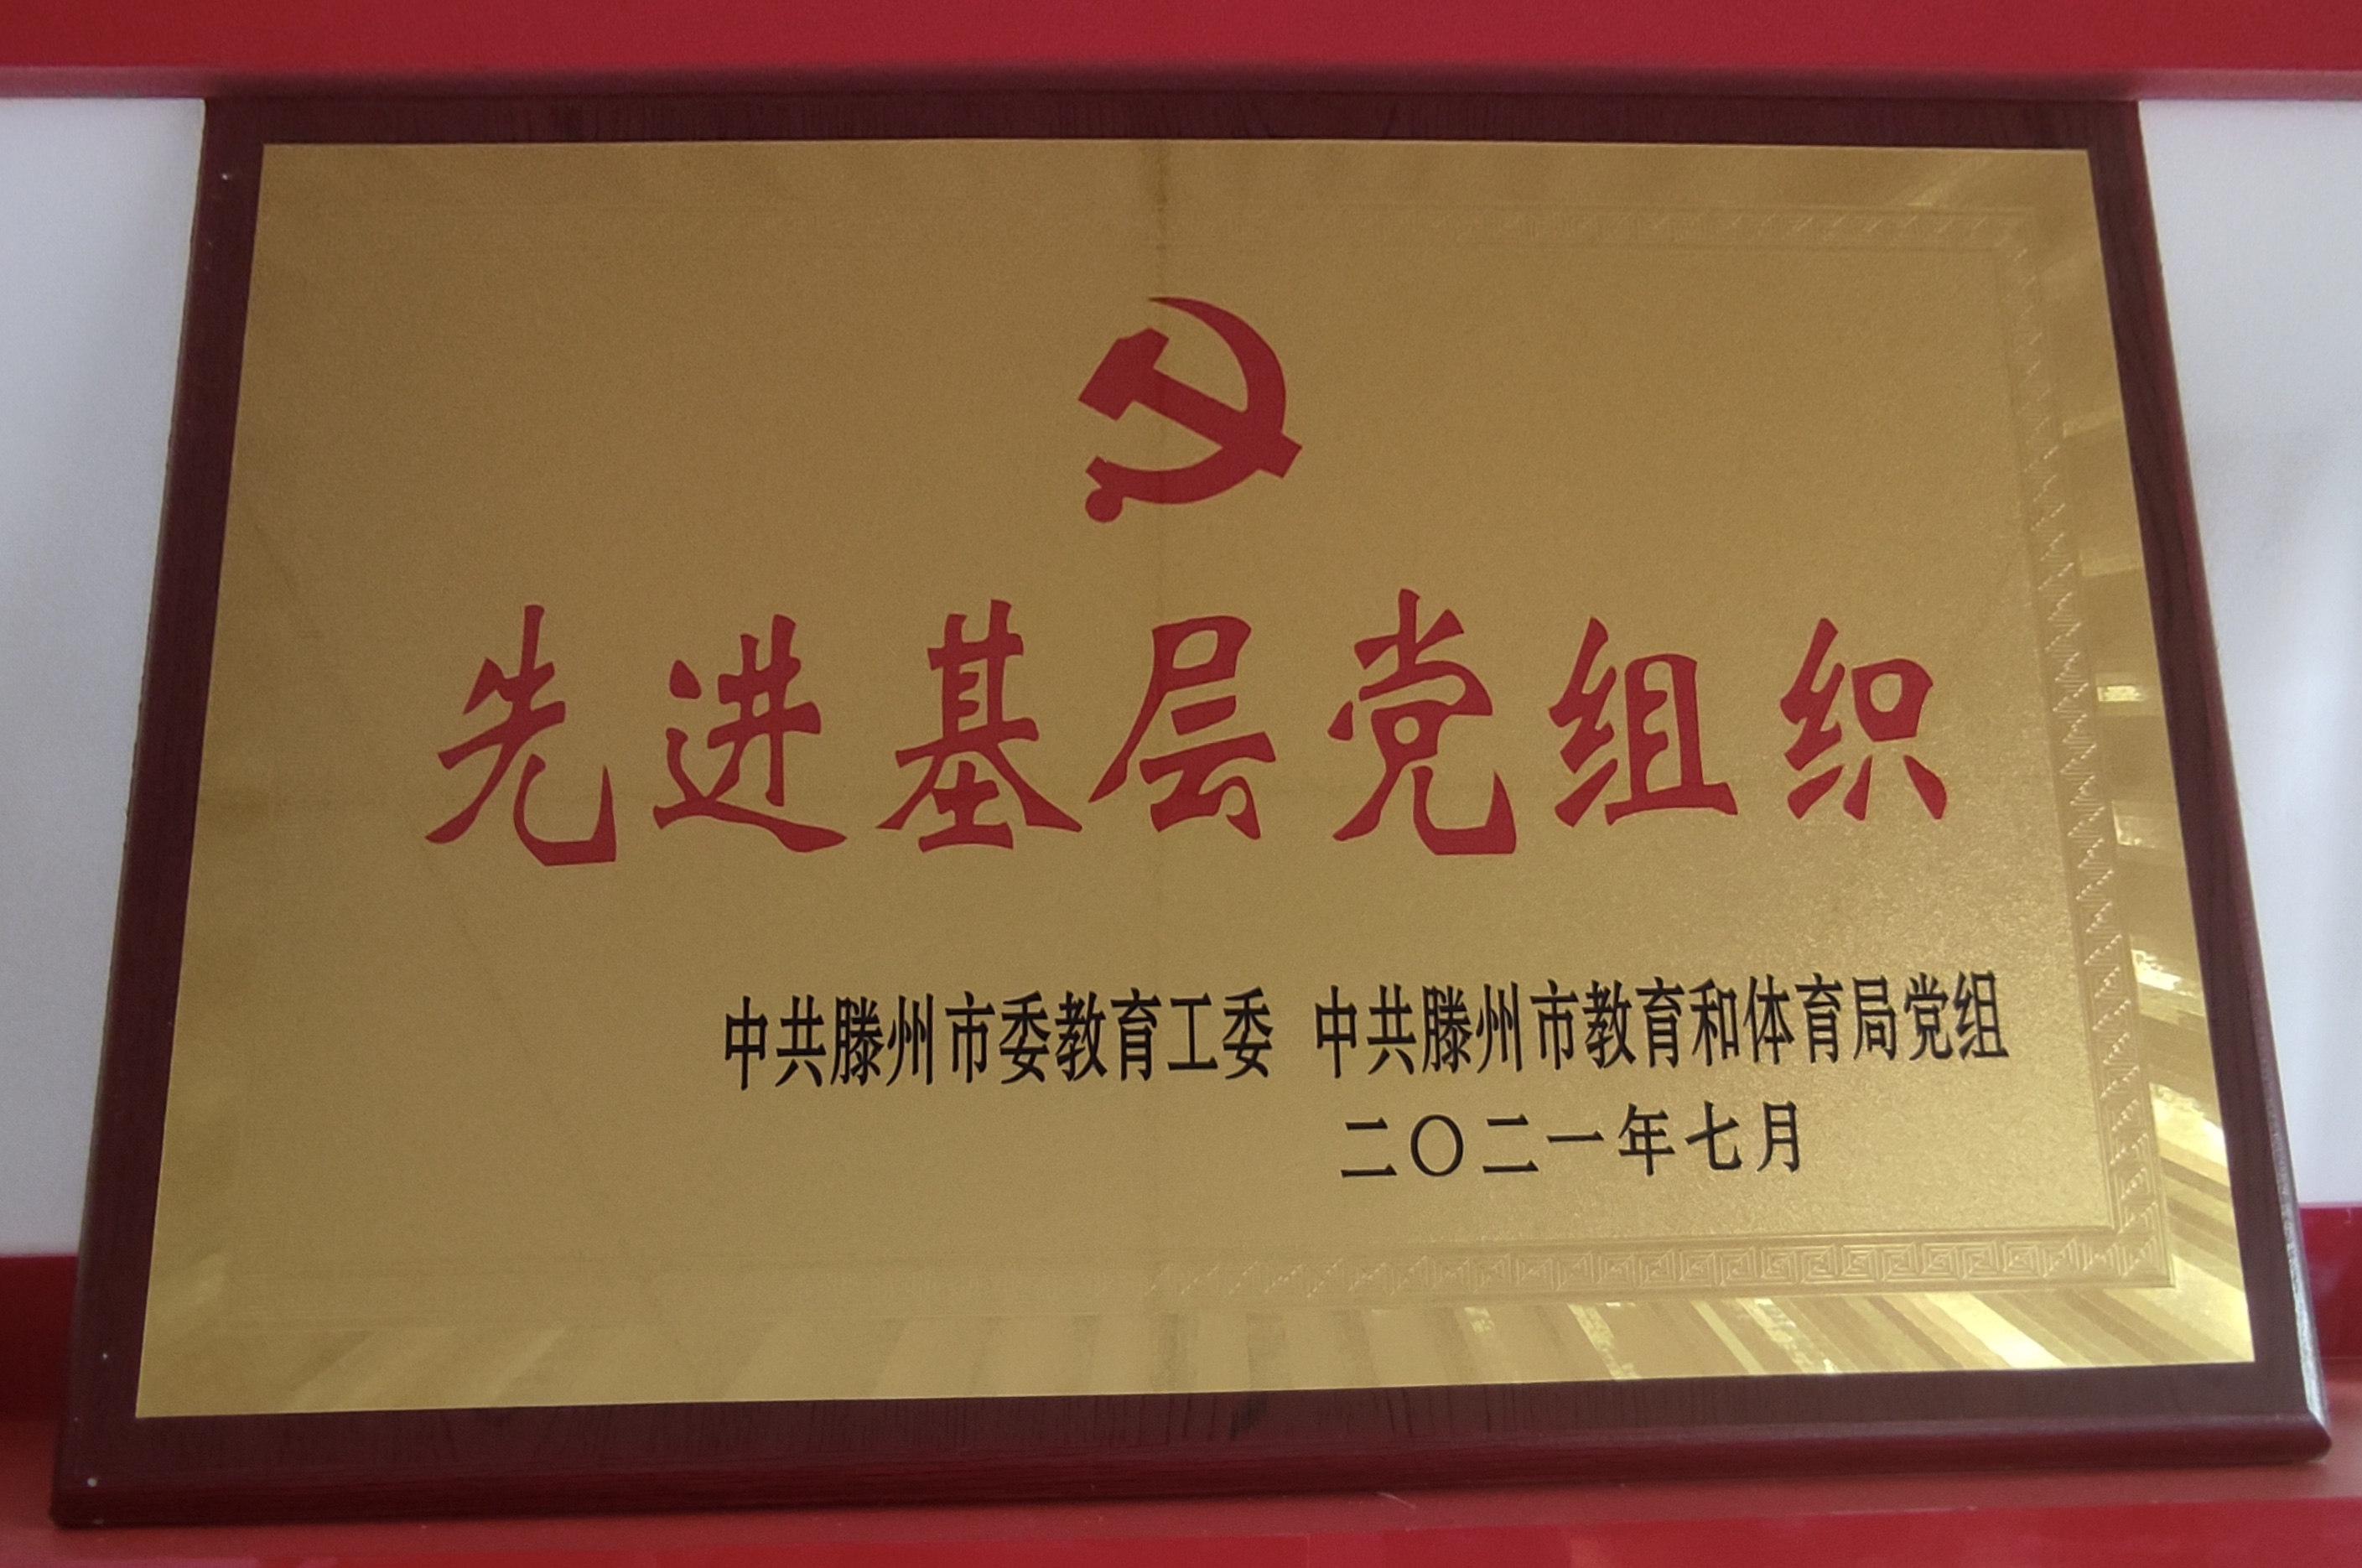 先进基层党组织
中共滕州市委教育工委 中共滕州市教育和体育局党组
二〇二一年七月